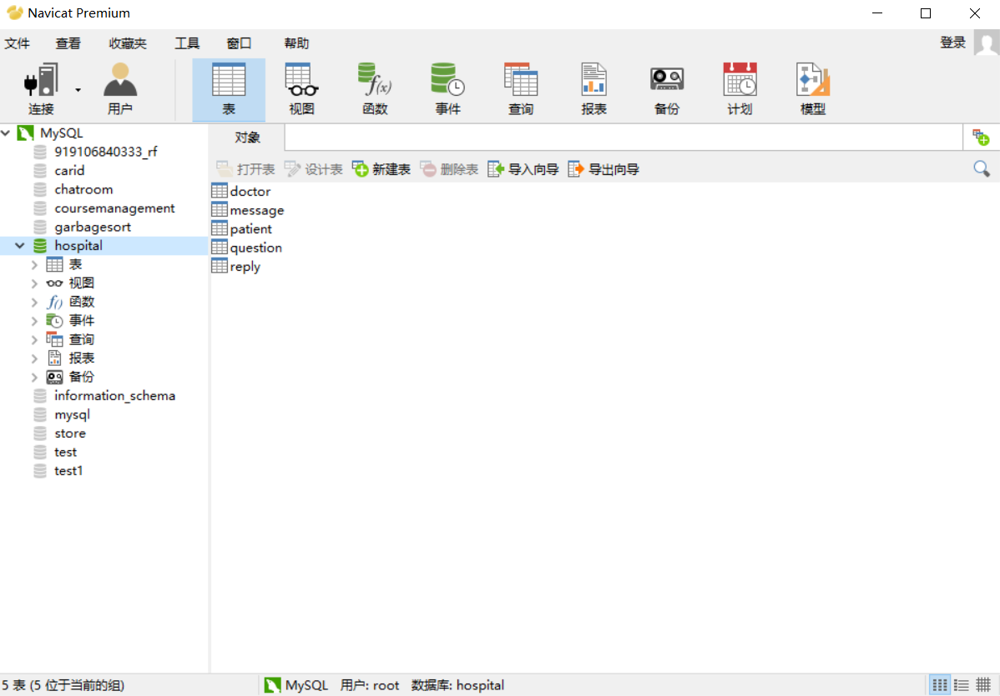 Navicat Premium
文件 查看 收藏夹 工具 窗口 帮助 登录
连接 用户 表 视图 函数 事件 查询 报表 备份 计划 模型
MySQL
919106840333_rf
carid
chatroom
coursemanagement
garbagesort
hospital
表
视图
函数
事件
查询
报表
备份
information_schema
mysql
store
test
test1
对象
打开表 设计表 新建表 删除表 导入向导 导出向导
doctor
message
patient
question
reply
5 表 (5 位于当前的组) MySQL 用户: root 数据库: hospital